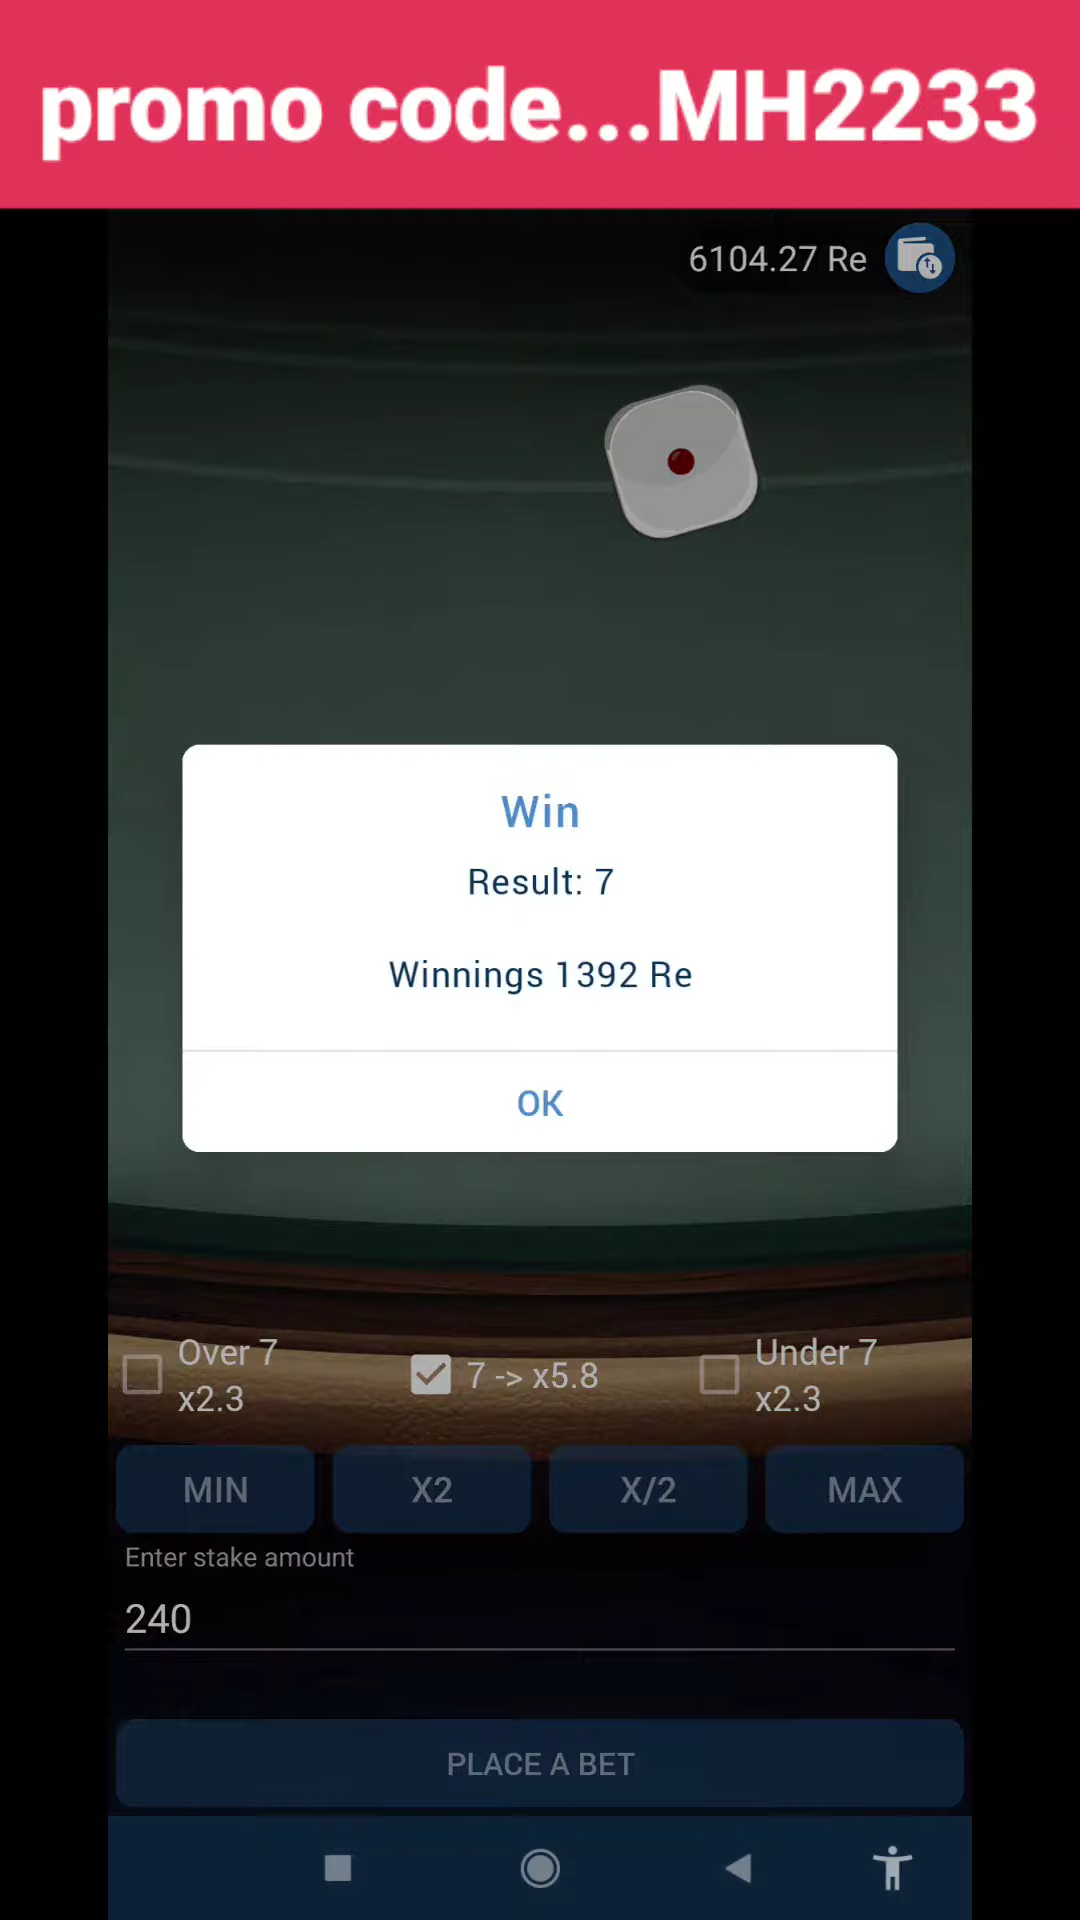 promo code...MH2233
6104.27 Re
Win
Result: 7
Winnings 1392 Re
OK
Over 7
x2.3
7 -> x5.8
Under 7
x2.3
MIN
X2
X/2
MAX
Enter stake amount
240
PLACE A BET